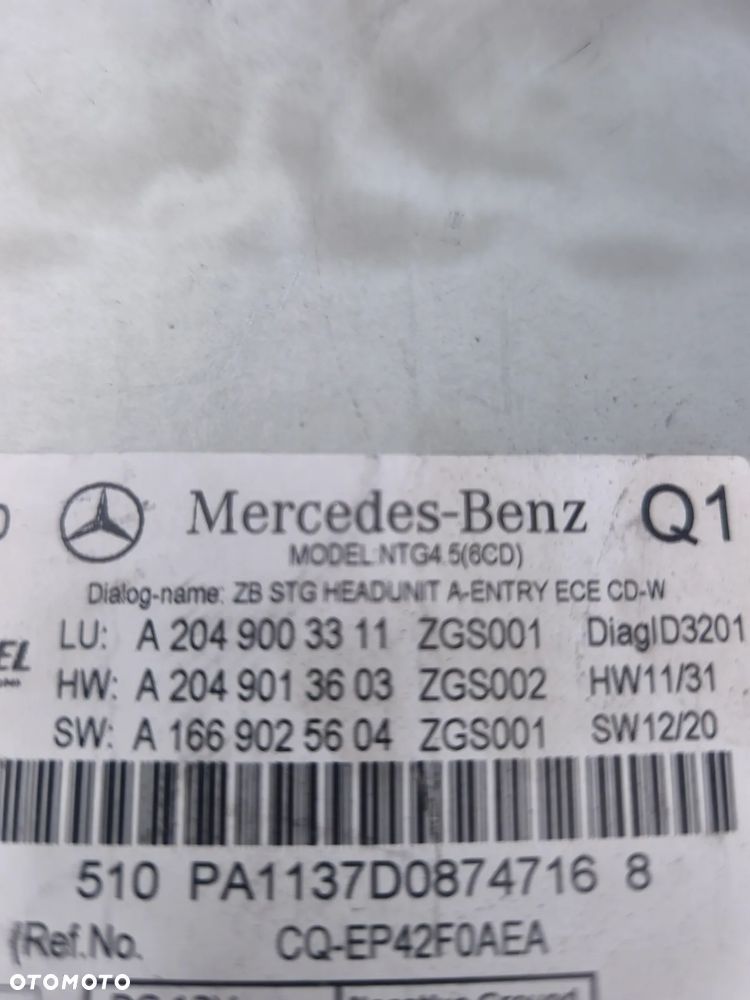 Mercedes-Benz Q1
MODEL:NTG4.5(6CD)
Dialog-name: ZB STG HEADUNIT A-ENTRY ECE CD-W
LU: A 204 900 33 11 ZGS001 DiagID3201
HW: A 204 901 36 03 ZGS002 HW11/31
SW: A 166 902 56 04 ZGS001 SW12/20
510 PA1137D0874716 8
(Ref.No. CQ-EP42F0AEA
OTOMOTO